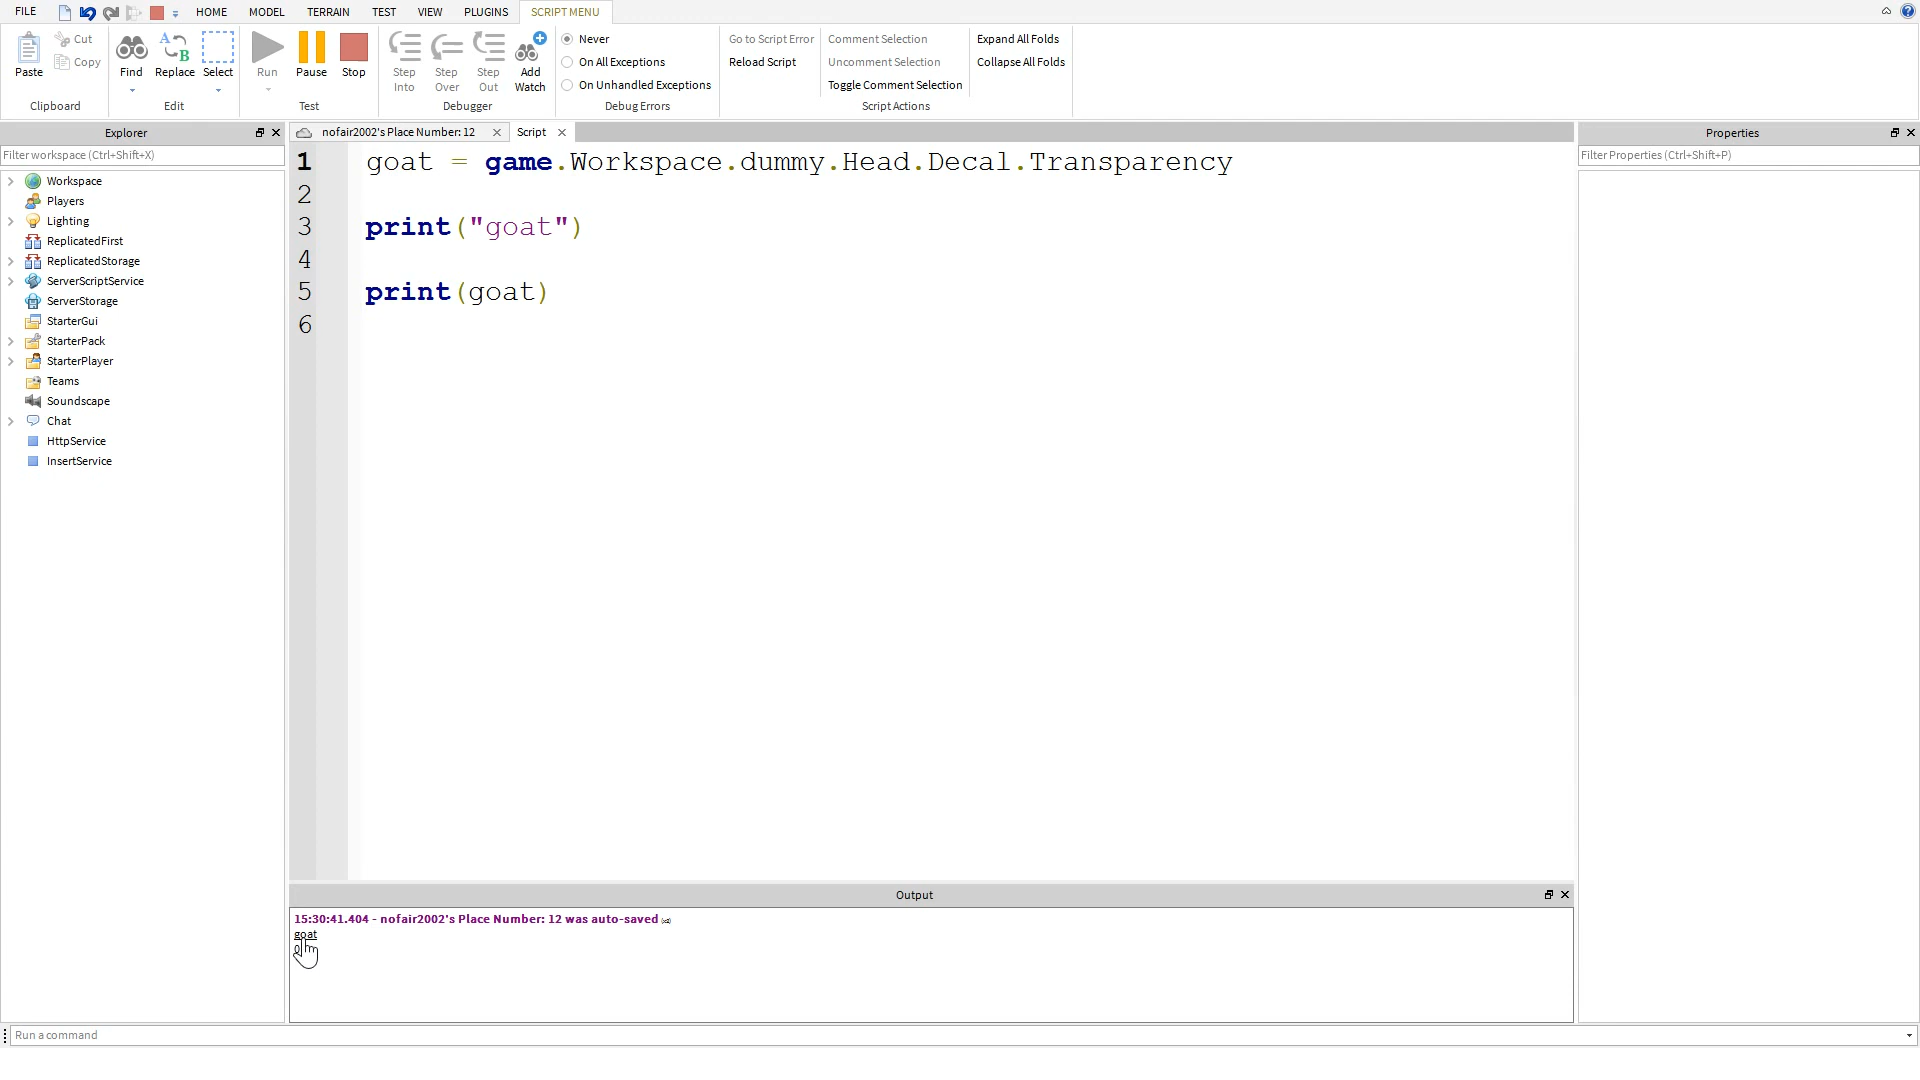 FILE HOME MODEL TERRAIN TEST VIEW PLUGINS SCRIPT MENU
Paste
Cut
Copy
Clipboard
Find
Replace
Select
Edit
Run
Pause
Stop
Test
Step Into
Step Over
Step Out
Add Watch
Debugger
Never
On All Exceptions
On Unhandled Exceptions
Debug Errors
Go to Script Error
Reload Script
Comment Selection
Uncomment Selection
Toggle Comment Selection
Script Actions
Expand All Folds
Collapse All Folds
Explorer
Filter workspace (Ctrl+Shift+X)
Workspace
Players
Lighting
ReplicatedFirst
ReplicatedStorage
ServerScriptService
ServerStorage
StarterGui
StarterPack
StarterPlayer
Teams
Soundscape
Chat
HttpService
InsertService
nofair2002's Place Number: 12
Script
1 goat = game.Workspace.dummy.Head.Decal.Transparency
2
3 print("goat")
4
5 print(goat)
6
Properties
Filter Properties (Ctrl+Shift+P)
Output
15:30:41.404 - nofair2002's Place Number: 12 was auto-saved
goat
0
Run a command